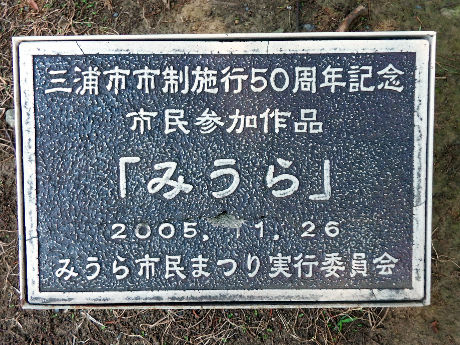 三浦市市制施行50周年記念
市民参加作品
「みうら」
2005, 1, 26
みうら市民まつり実行委員会